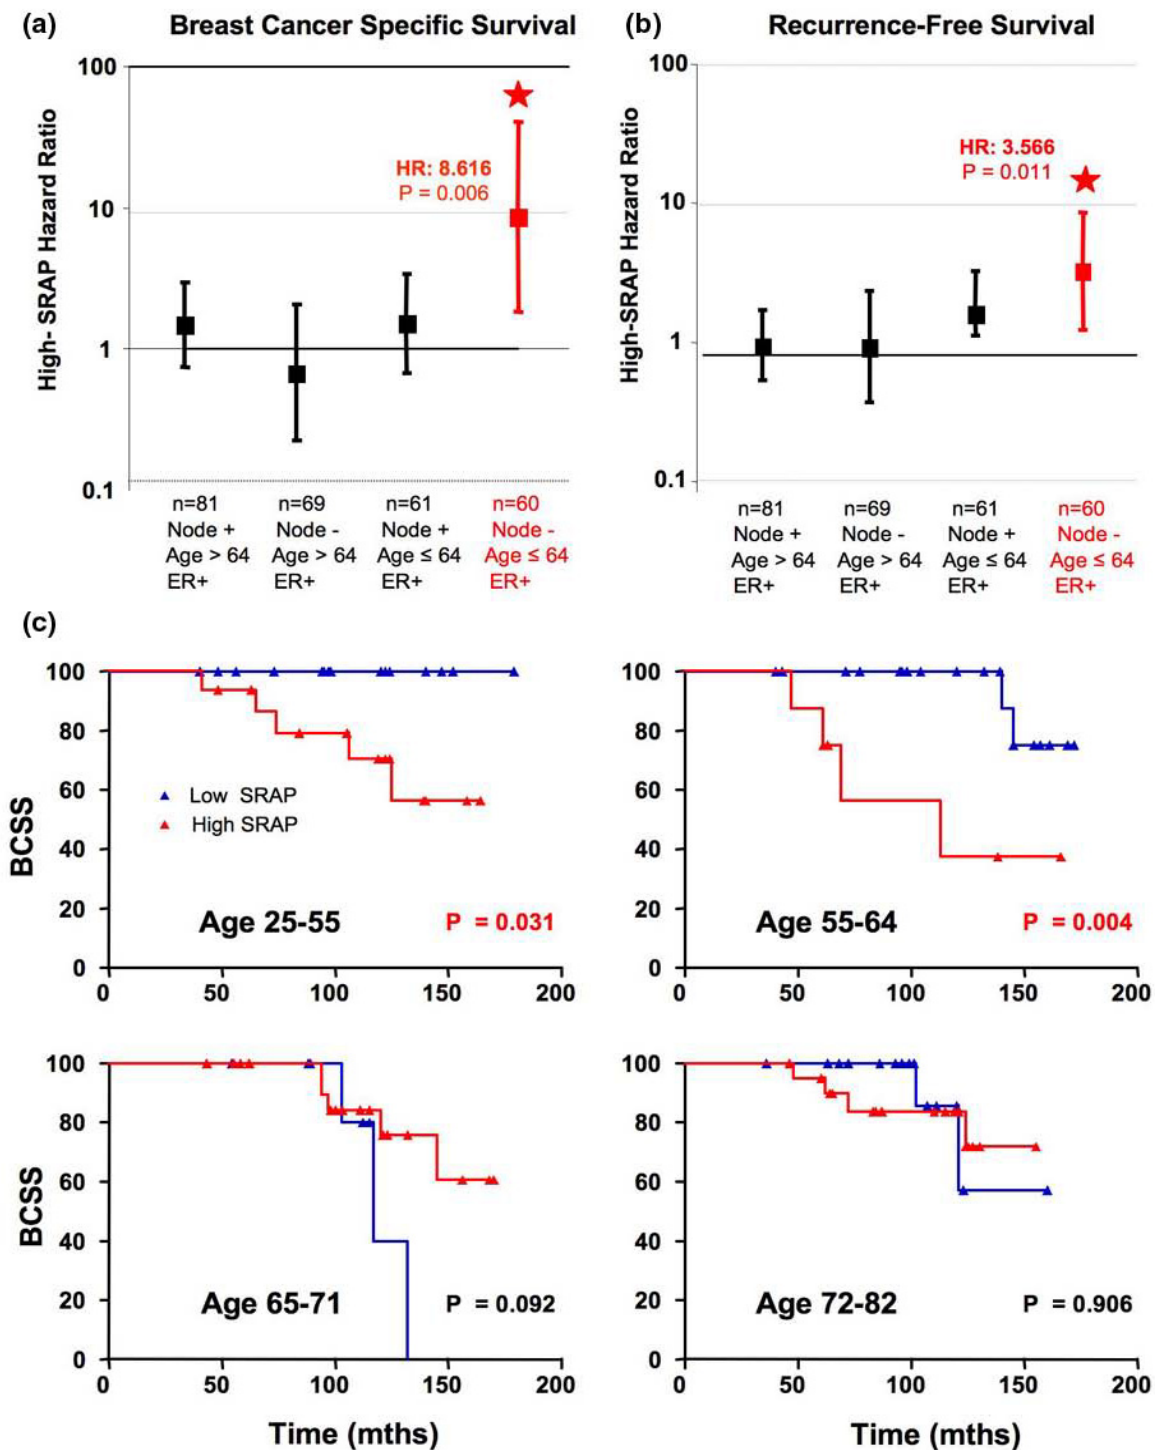 (a) Breast Cancer Specific Survival
High- SRAP Hazard Ratio
100
10
1
0.1
HR: 8.616
P = 0.006
n=81 n=69 n=61 n=60
Node + Node - Node + Node -
Age > 64 Age > 64 Age ≤ 64 Age ≤ 64
ER+ ER+ ER+ ER+
(b) Recurrence-Free Survival
High-SRAP Hazard Ratio
100
10
1
0.1
HR: 3.566
P = 0.011
n=81 n=69 n=61 n=60
Node + Node - Node + Node -
Age > 64 Age > 64 Age ≤ 64 Age ≤ 64
ER+ ER+ ER+ ER+
(c)
BCSS
100
80
60
40
20
0
Low SRAP
High SRAP
Age 25-55 P = 0.031
0 50 100 150 200
100
80
60
40
20
0
Age 55-64 P = 0.004
0 50 100 150 200
BCSS
100
80
60
40
20
0
Age 65-71 P = 0.092
0 50 100 150 200
Time (mths)
100
80
60
40
20
0
Age 72-82 P = 0.906
0 50 100 150 200
Time (mths)